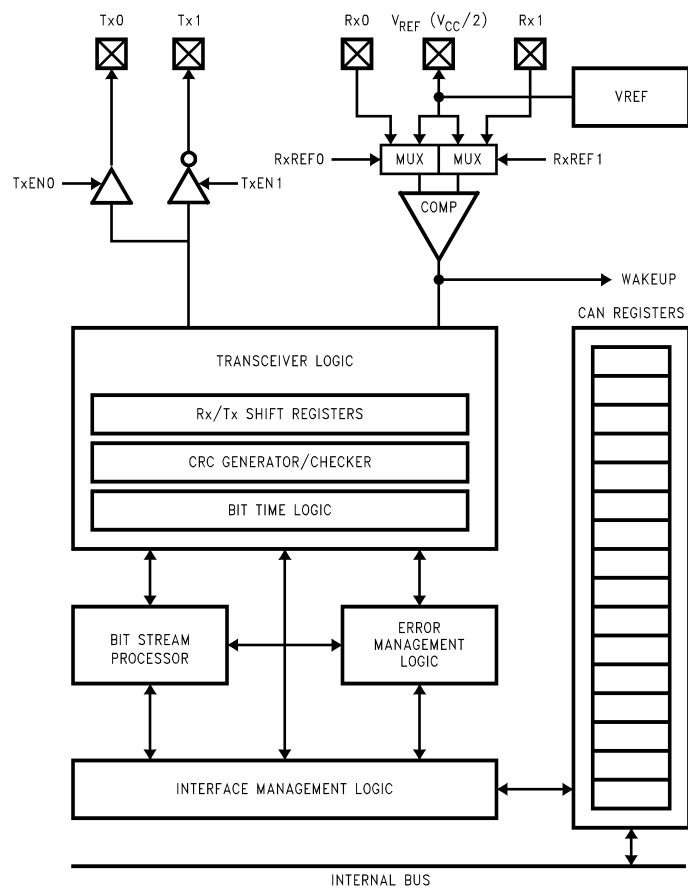 Tx0 Tx1 Rx0 VREF (VCC/2) Rx1
VREF
RxREF0 MUX MUX RxREF1
TxEN0 TxEN1
COMP
WAKEUP
CAN REGISTERS
TRANSCEIVER LOGIC
Rx/Tx SHIFT REGISTERS
CRC GENERATOR/CHECKER
BIT TIME LOGIC
BIT STREAM
PROCESSOR
ERROR
MANAGEMENT
LOGIC
INTERFACE MANAGEMENT LOGIC
INTERNAL BUS